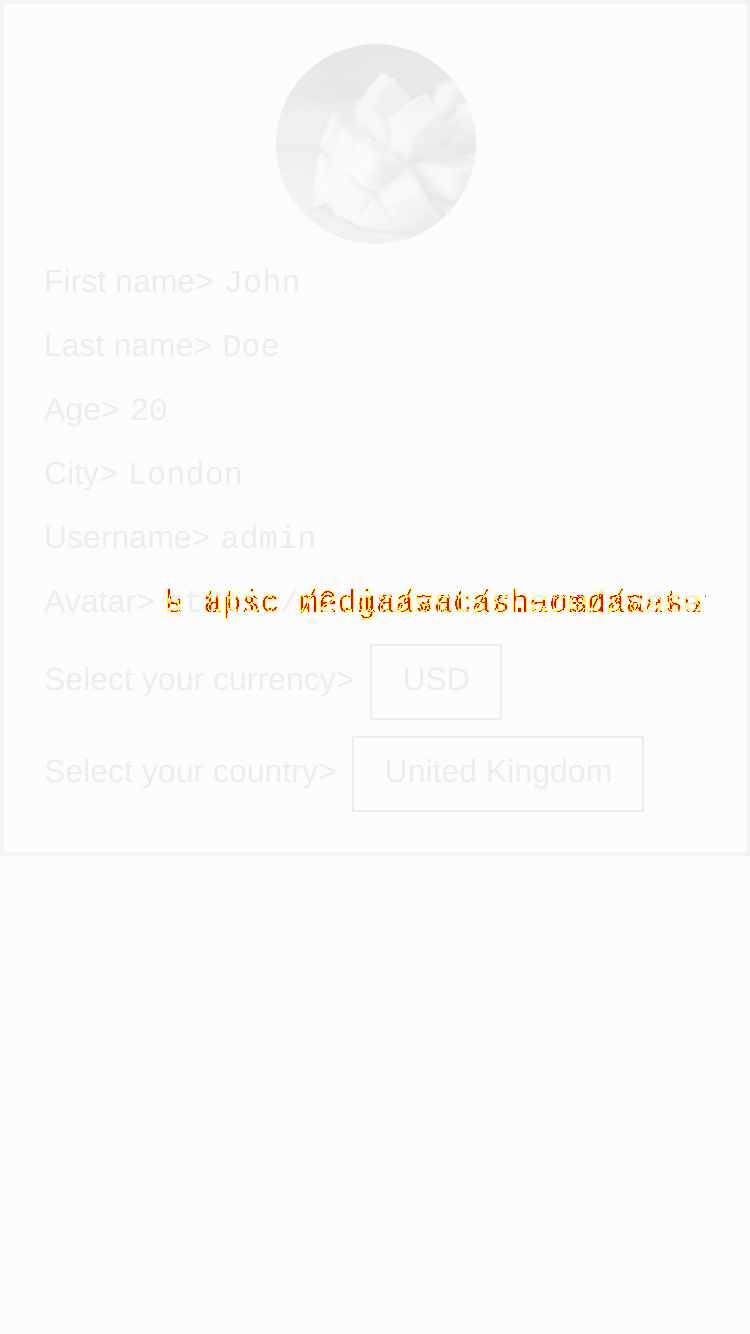 First name> John
Last name> Doe
Age> 20
City> London
Username> admin
Avatar>
Select your currency> USD
Select your country> United Kingdom